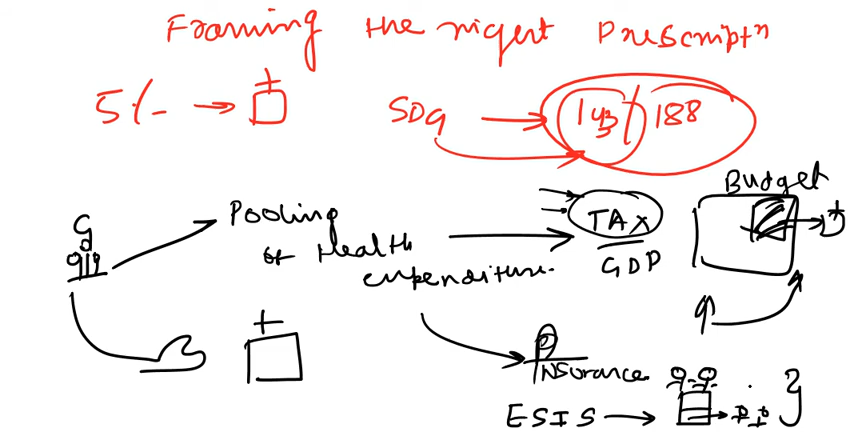 Framing the right Prescriptn
5%
SDG 143/188
Budget
Pooling
of Health
expenditure.
TAX
GDP
Insurance
ESIS